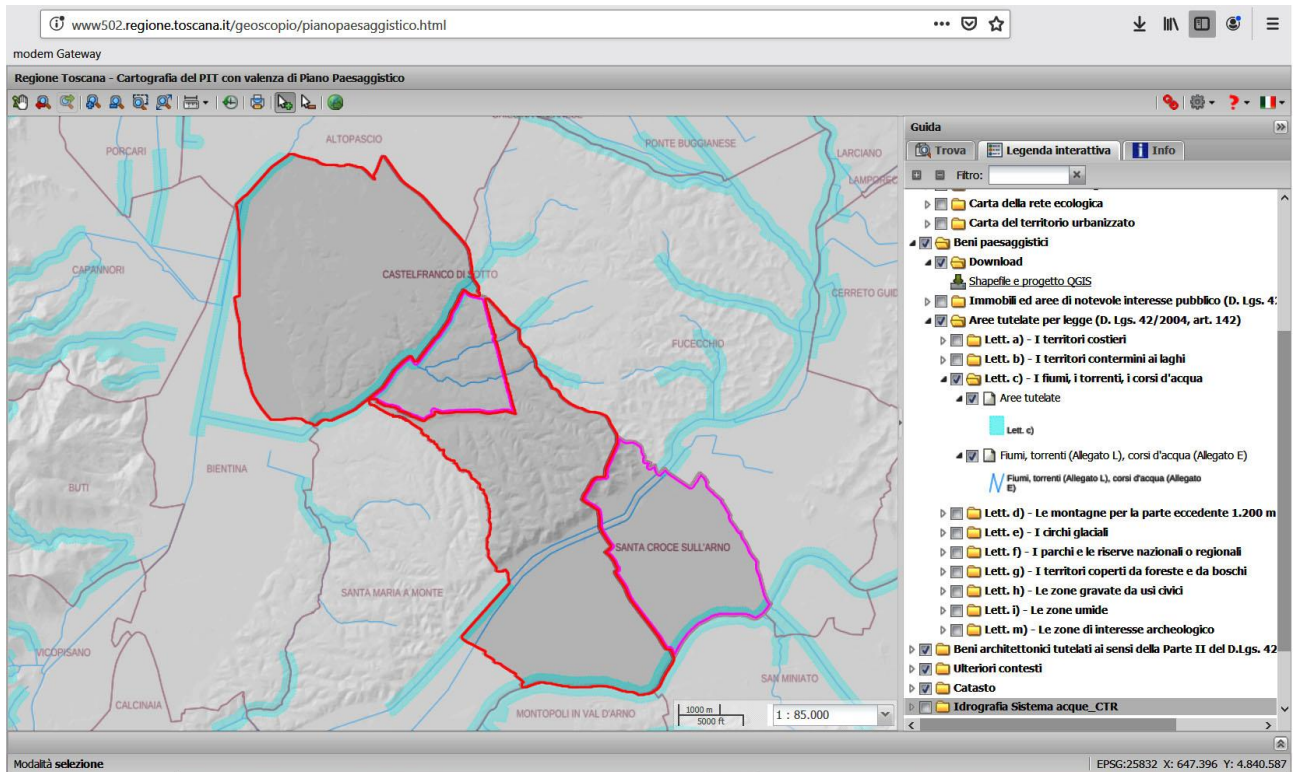 www502.regione.toscana.it/geoscopio/pianopaesaggistico.html
modem Gateway
Regione Toscana - Cartografia del PIT con valenza di Piano Paesaggistico
Guida
Trova
Legenda interattiva
Info
Filtro:
Carta della rete ecologica
Carta del territorio urbanizzato
Beni paesaggistici
Download
Shapefile e progetto QGIS
Immobili ed aree di notevole interesse pubblico (D. Lgs. 4
Aree tutelate per legge (D. Lgs. 42/2004, art. 142)
Lett. a) - I territori costieri
Lett. b) - I territori contermini ai laghi
Lett. c) - I fiumi, i torrenti, i corsi d'acqua
Aree tutelate
Lett. c)
Fiumi, torrenti (Allegato L), corsi d'acqua (Allegato E)
Fiumi, torrenti (Allegato L), corsi d'acqua (Allegato
E)
Lett. d) - Le montagne per la parte eccedente 1.200 m
Lett. e) - I circhi glaciali
Lett. f) - I parchi e le riserve nazionali o regionali
Lett. g) - I territori coperti da foreste e da boschi
Lett. h) - Le zone gravate da usi civici
Lett. i) - Le zone umide
Lett. m) - Le zone di interesse archeologico
Beni architettonici tutelati ai sensi della Parte II del D.Lgs. 42
Ulteriori contesti
Catasto
Idrografia Sistema acque_CTR
ALTOPASCIO
PORCARI
PONTE BUGGIANESE
LARCIANO
LAMPOREC
CAPANNORI
CASTELFRANCO DI SOTTO
CERRETO GUID
FUCECCHIO
BIENTINA
BUTI
SANTA CROCE SULL'ARNO
SANTA MARIA A MONTE
VICOPISANO
SAN MINIATO
CALCINAIA
MONTOPOLI IN VAL D'ARNO
1000 m
5000 ft
1 : 85.000
Modalità selezione
EPSG:25832 X: 647.396 Y: 4.840.587